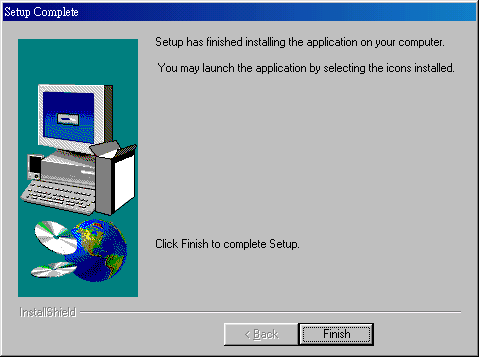 Setup Complete
Setup has finished installing the application on your computer.
You may launch the application by selecting the icons installed.
Click Finish to complete Setup.
InstallShield
< Back
Finish